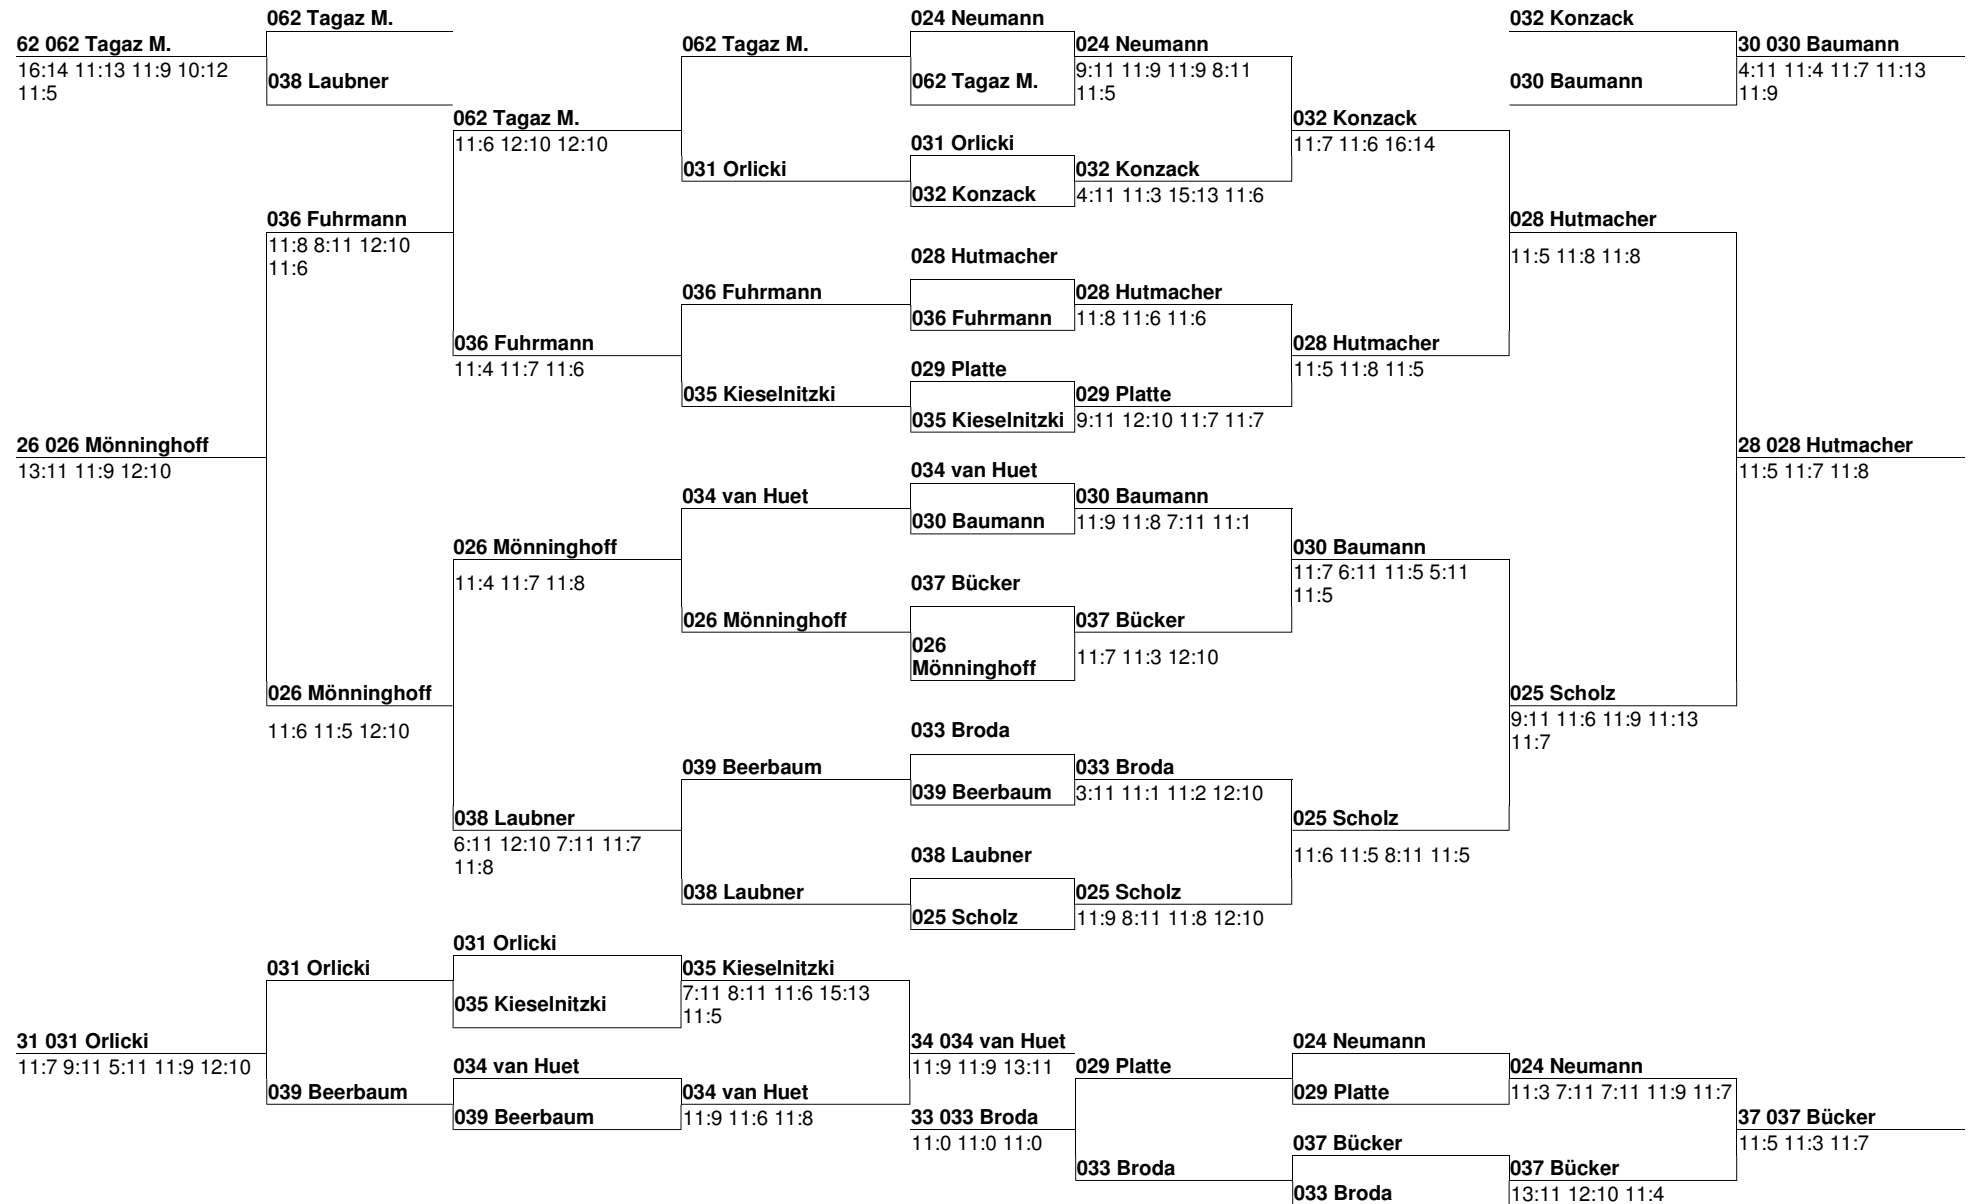 062 Tagaz M.
024 Neumann
032 Konzack
62 062 Tagaz M.
062 Tagaz M.
024 Neumann
30 030 Baumann
16:14 11:13 11:9 10:12
11:5
038 Laubner
062 Tagaz M.
9:11 11:9 11:9 8:11
11:5
030 Baumann
4:11 11:4 11:7 11:13
11:9
062 Tagaz M.
032 Konzack
11:6 12:10 12:10
031 Orlicki
11:7 11:6 16:14
031 Orlicki
032 Konzack
032 Konzack
4:11 11:3 15:13 11:6
036 Fuhrmann
028 Hutmacher
11:8 8:11 12:10
11:6
028 Hutmacher
11:5 11:8 11:8
036 Fuhrmann
028 Hutmacher
036 Fuhrmann
11:8 11:6 11:6
036 Fuhrmann
028 Hutmacher
11:4 11:7 11:6
029 Platte
11:5 11:8 11:5
035 Kieselnitzki
029 Platte
035 Kieselnitzki
9:11 12:10 11:7 11:7
26 026 Mönninghoff
28 028 Hutmacher
13:11 11:9 12:10
034 van Huet
11:5 11:7 11:8
034 van Huet
030 Baumann
030 Baumann
11:9 11:8 7:11 11:1
026 Mönninghoff
030 Baumann
11:4 11:7 11:8
037 Bücker
11:7 6:11 11:5 5:11
11:5
026 Mönninghoff
037 Bücker
026
Mönninghoff
11:7 11:3 12:10
026 Mönninghoff
025 Scholz
11:6 11:5 12:10
033 Broda
9:11 11:6 11:9 11:13
11:7
039 Beerbaum
033 Broda
039 Beerbaum
3:11 11:1 11:2 12:10
038 Laubner
025 Scholz
6:11 12:10 7:11 11:7
11:8
038 Laubner
11:6 11:5 8:11 11:5
038 Laubner
025 Scholz
025 Scholz
11:9 8:11 11:8 12:10
031 Orlicki
031 Orlicki
035 Kieselnitzki
035 Kieselnitzki
7:11 8:11 11:6 15:13
11:5
31 031 Orlicki
34 034 van Huet
024 Neumann
11:7 9:11 5:11 11:9 12:10
034 van Huet
11:9 11:9 13:11
029 Platte
024 Neumann
039 Beerbaum
034 van Huet
029 Platte
11:3 7:11 7:11 11:9 11:7
039 Beerbaum
11:9 11:6 11:8
33 033 Broda
37 037 Bücker
11:0 11:0 11:0
037 Bücker
11:5 11:3 11:7
033 Broda
037 Bücker
033 Broda
13:11 12:10 11:4